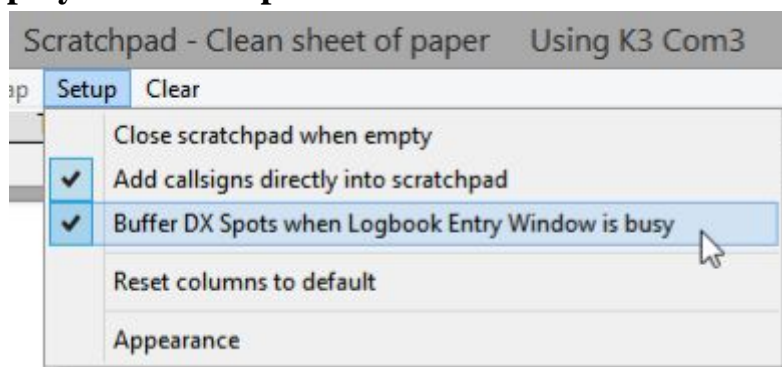 Scratchpad - Clean sheet of paper Using K3 Com3
ap Setup Clear
Close scratchpad when empty
Add callsigns directly into scratchpad
Buffer DX Spots when Logbook Entry Window is busy
Reset columns to default
Appearance